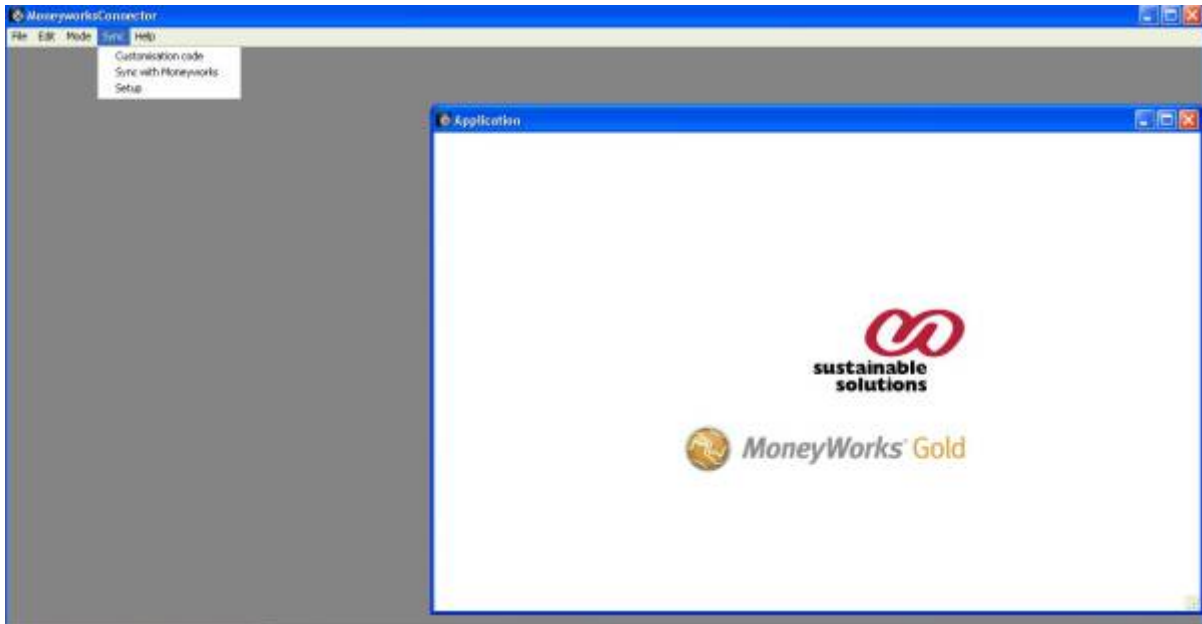 MoneyworksConnector
File Edit Mode Sync Help
Customisation code
Sync with Moneyworks
Setup
Application
sustainable
solutions
MoneyWorks Gold